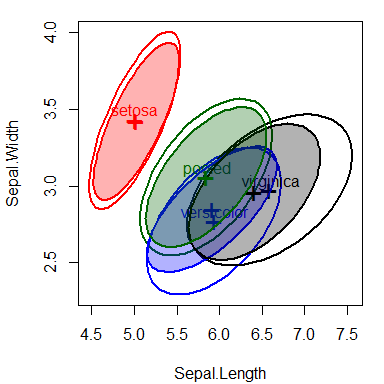 4.0
3.5
3.0
2.5
Sepal.Width
setosa
pooled
virginica
versicolor
4.5 5.0 5.5 6.0 6.5 7.0 7.5
Sepal.Length